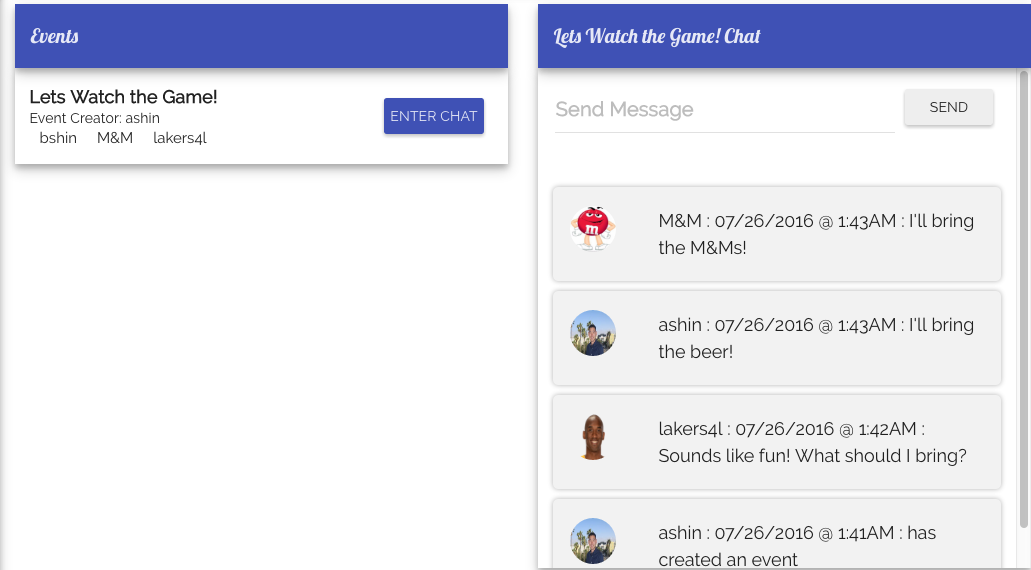 Events
Lets Watch the Game!
Event Creator: ashin
bshin M&M lakers4l
ENTER CHAT
Lets Watch the Game! Chat
Send Message
SEND
m
M&M : 07/26/2016 @ 1:43AM : I'll bring
the M&Ms!
ashin : 07/26/2016 @ 1:43AM : I'll bring
the beer!
lakers4l : 07/26/2016 @ 1:42AM :
Sounds like fun! What should I bring?
ashin : 07/26/2016 @ 1:41AM : has
created an event